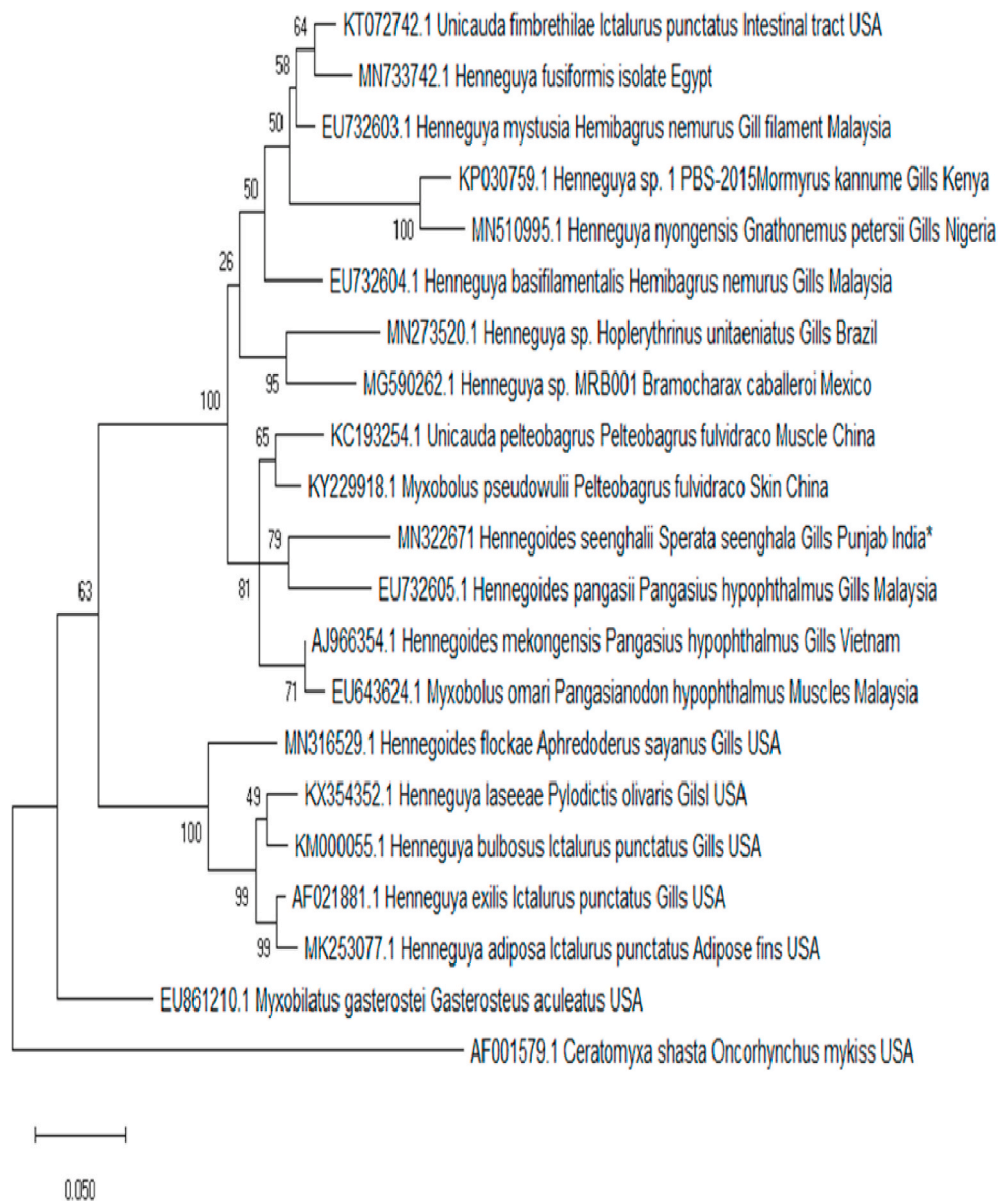 64
KT072742.1 Unicauda fimbrethilae Ictalurus punctatus Intestinal tract USA
58
MN733742.1 Henneguya fusiformis isolate Egypt
50
EU732603.1 Henneguya mystusia Hemibagrus nemurus Gill filament Malaysia
50
KP030759.1 Henneguya sp. 1 PBS-2015Mormyrus kannume Gills Kenya
100
MN510995.1 Henneguya nyongensis Gnathonemus petersii Gills Nigeria
26
EU732604.1 Henneguya basifilamentalis Hemibagrus nemurus Gills Malaysia
MN273520.1 Henneguya sp. Hoplerythrinus unitaeniatus Gills Brazil
95
MG590262.1 Henneguya sp. MRB001 Bramocharax caballeroi Mexico
100
65
KC193254.1 Unicauda pelteobagrus Pelteobagrus fulvidraco Muscle China
KY229918.1 Myxobolus pseudowulii Pelteobagrus fulvidraco Skin China
79
MN322671 Hennegoides seenghalii Sperata seenghala Gills Punjab India*
81
EU732605.1 Hennegoides pangasii Pangasius hypophthalmus Gills Malaysia
63
AJ966354.1 Hennegoides mekongensis Pangasius hypophthalmus Gills Vietnam
71
EU643624.1 Myxobolus omari Pangasianodon hypophthalmus Muscles Malaysia
MN316529.1 Hennegoides flockae Aphredoderus sayanus Gills USA
49
KX354352.1 Henneguya laseeae Pylodictis olivaris Gilsl USA
100
KM000055.1 Henneguya bulbosus Ictalurus punctatus Gills USA
99
AF021881.1 Henneguya exilis Ictalurus punctatus Gills USA
99
MK253077.1 Henneguya adiposa Ictalurus punctatus Adipose fins USA
EU861210.1 Myxobilatus gasterostei Gasterosteus aculeatus USA
AF001579.1 Ceratomyxa shasta Oncorhynchus mykiss USA
0.050